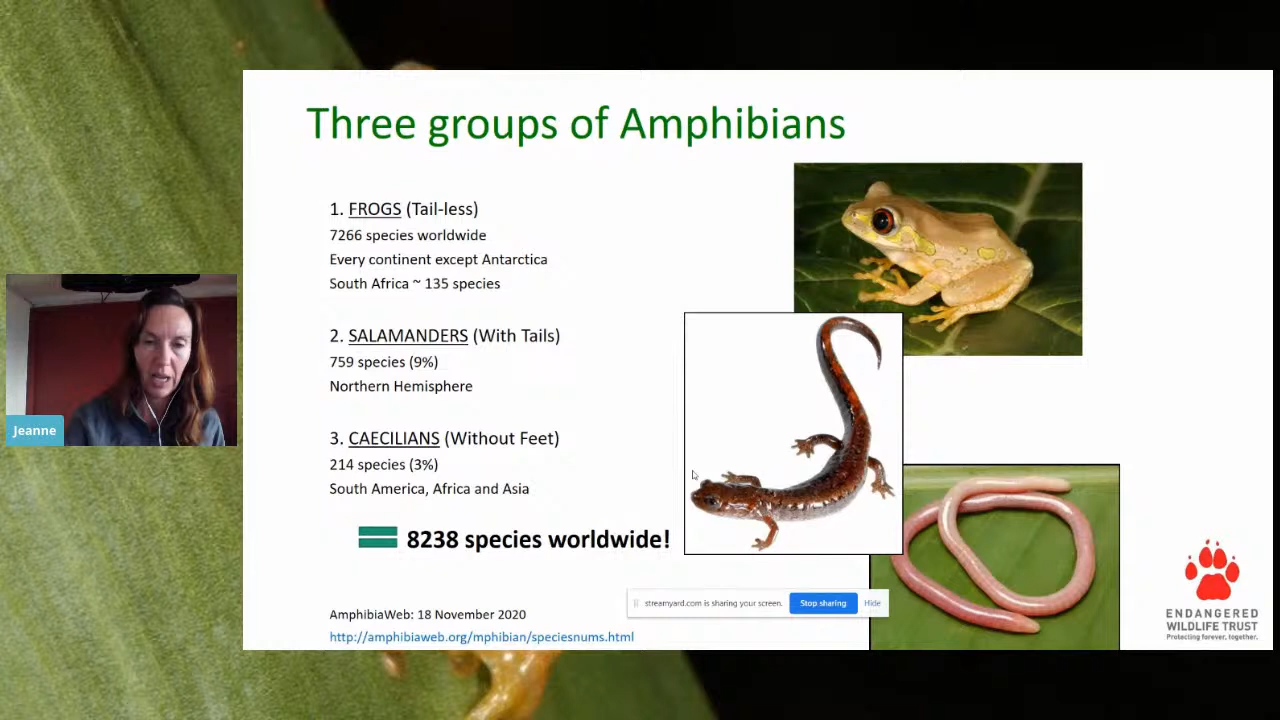 Three groups of Amphibians
1. FROGS (Tail-less)
7266 species worldwide
Every continent except Antarctica
South Africa ~ 135 species
2. SALAMANDERS (With Tails)
759 species (9%)
Northern Hemisphere
3. CAECILIANS (Without Feet)
214 species (3%)
South America, Africa and Asia
8238 species worldwide!
AmphibiaWeb: 18 November 2020
http://amphibiaweb.org/mphibian/speciesnums.html
streamyard.com is sharing your screen. Stop sharing Hide
ENDANGERED
WILDLIFE TRUST
Protecting forever, together.
Jeanne